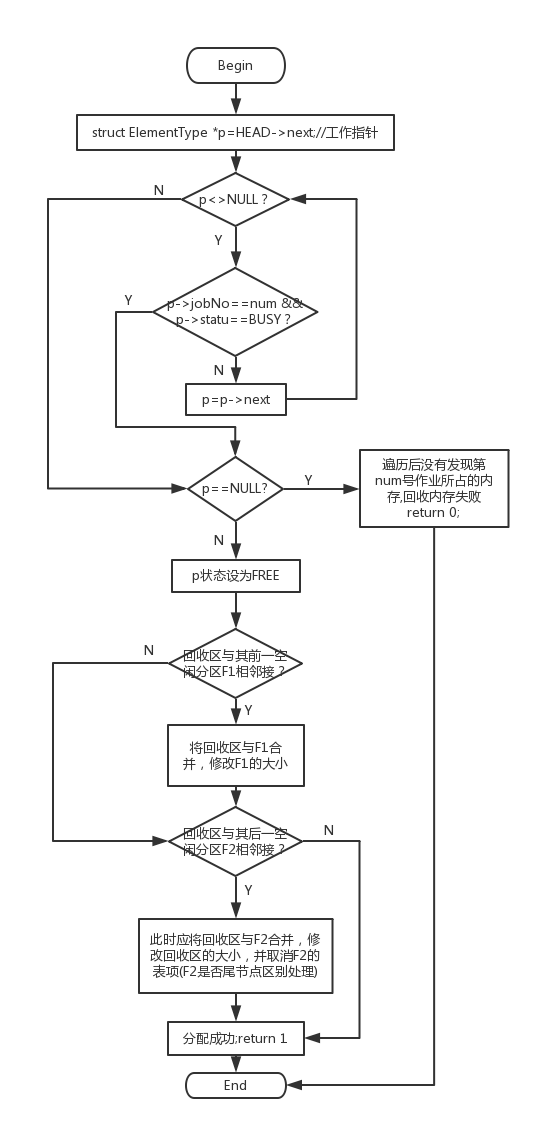 Begin
struct ElementType *p=HEAD->next;//工作指针
N
p<>NULL？
Y
Y
p->jobNo==num &&
p->statu==BUSY？
N
p=p->next
p==NULL?
Y
遍历后没有发现第
num号作业所占的内
存,回收内存失败
return 0;
N
p状态设为FREE
N
回收区与其前一空
闲分区F1相邻接？
Y
将回收区与F1合
并，修改F1的大小
回收区与其后一空
闲分区F2相邻接？
N
Y
此时应将回收区与F2合并，修
改回收区的大小，并取消F2的
表项(F2是否尾节点区别处理)
分配成功;return 1
End